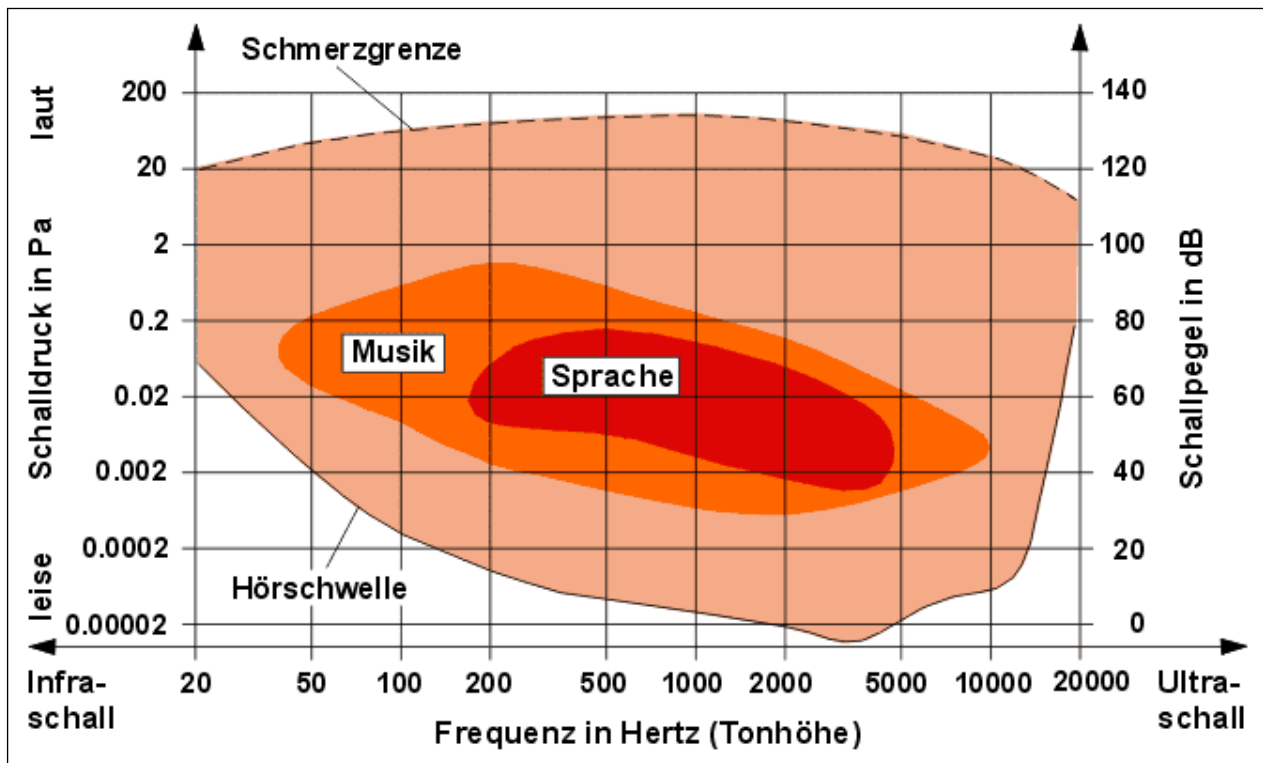 Schmerzgrenze
laut
Schalldruck in Pa
leise
200
20
2
0.2
0.02
0.002
0.0002
0.00002
140
120
100
80
60
40
20
0
Schallpegel in dB
Musik
Sprache
Hörschwelle
20 50 100 200 500 1000 2000 5000 10000 20000
Infra-
schall
Ultra-
schall
Frequenz in Hertz (Tonhöhe)